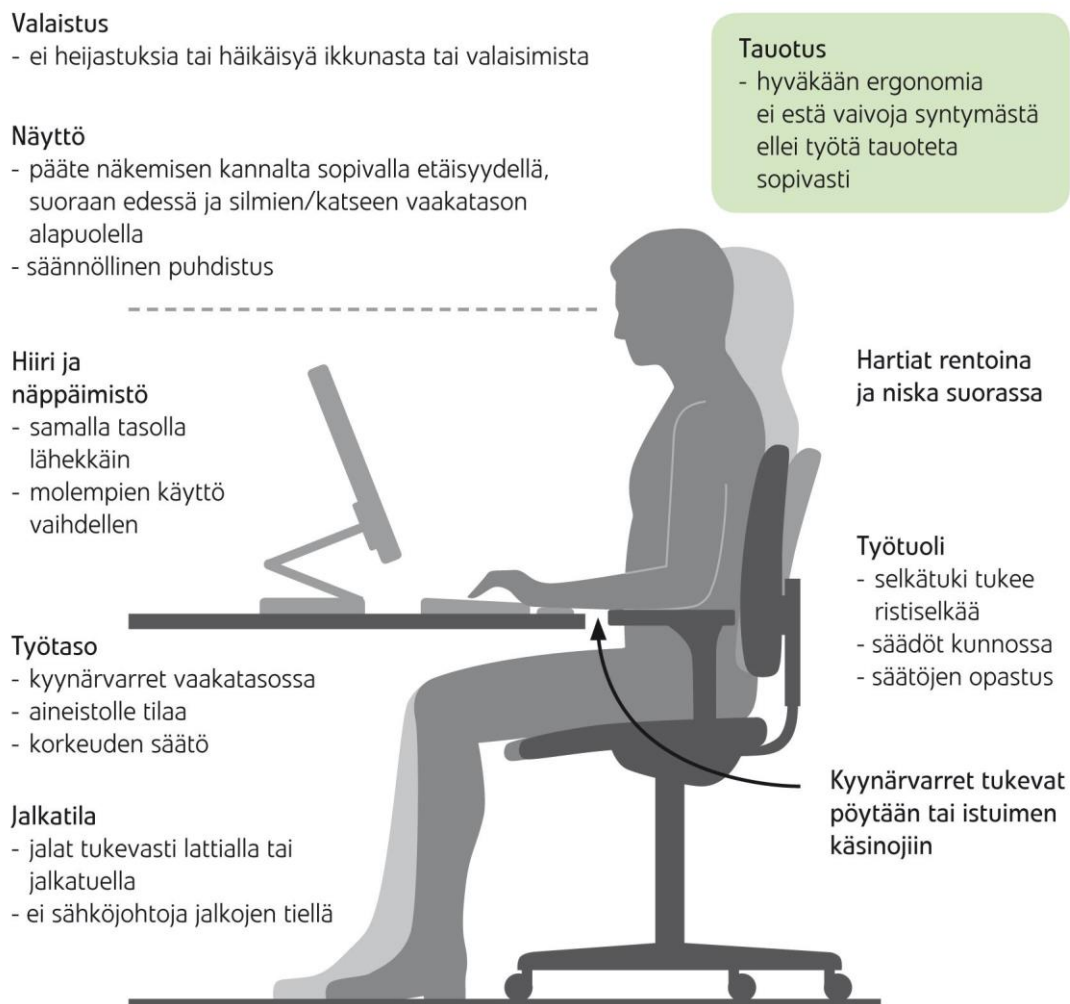 Valaistus
- ei heijastuksia tai häikäisyä ikkunasta tai valaisimista
Tauotus
- hyväkään ergonomia
ei estä vaivoja syntymästä
ellei työtä tauoteta
sopivasti
Näyttö
- pääte näkemisen kannalta sopivalla etäisyydellä,
suoraan edessä ja silmien/katseen vaakatason
alapuolella
- säännöllinen puhdistus
Hiiri ja
näppäimistö
- samalla tasolla
lähekkäin
- molempien käyttö
vaihdellen
Hartiat rentoina
ja niska suorassa
Työtuoli
- selkätuki tukee
ristiselkää
- säädöt kunnossa
- säätöjen opastus
Työtaso
- kyynärvarret vaakatasossa
- aineistolle tilaa
- korkeuden säätö
Kyynärvarret tukevat
pöytään tai istuimen
käsinojiin
Jalkatila
- jalat tukevasti lattialla tai
jalkatuella
- ei sähköjohtoja jalkojen tiellä